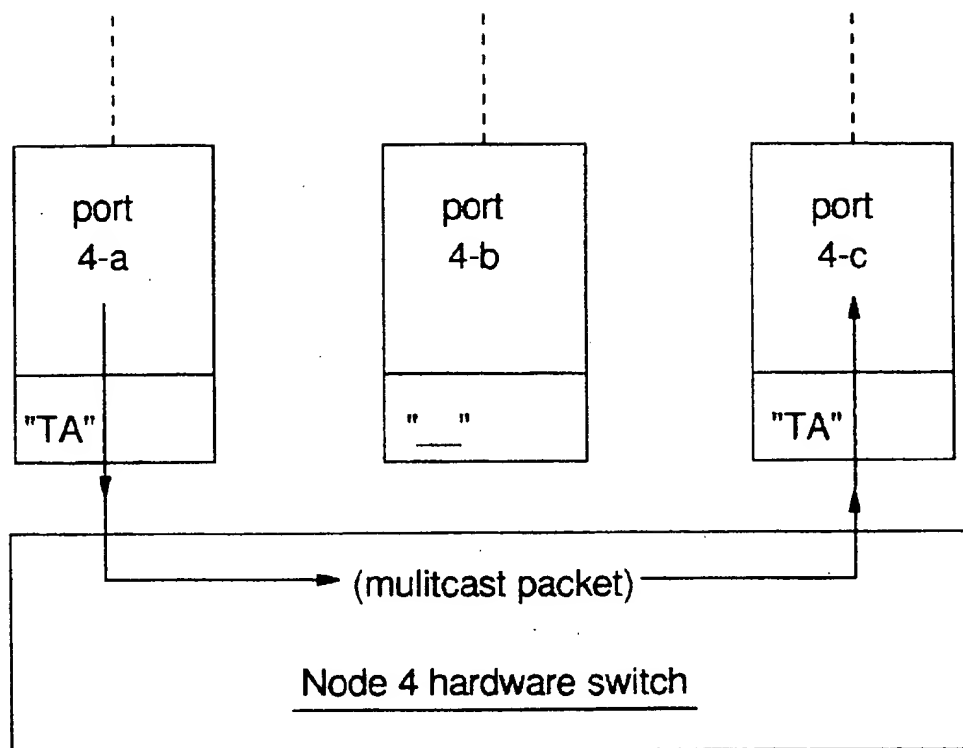 port
4-a
port
4-b
port
4-c
"TA"
"__"
"TA"
(mulitcast packet)
Node 4 hardware switch